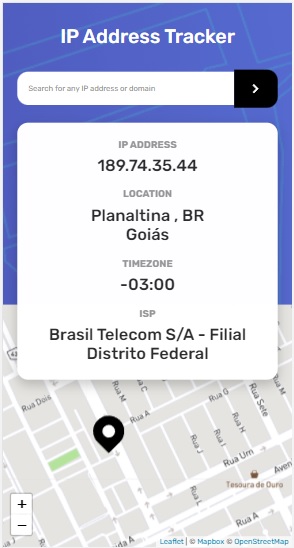 IP Address Tracker
Search for any IP address or domain
IP ADDRESS
189.74.35.44
LOCATION
Planaltina , BR
Goiás
TIMEZONE
-03:00
ISP
Brasil Telecom S/A - Filial
Distrito Federal
43
Rua Dois
Rua M
Rua C
Rua A
Rua G
Rua H
Rua Sele
Rua J
Rua I
Rua Um
Tesoura de Ouro
Rua A
+
−
Leaflet | © Mapbox © OpenStreetMap